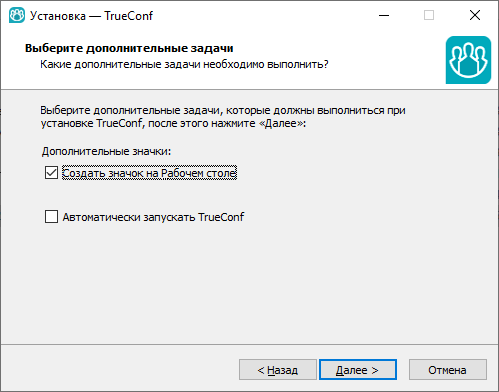 Установка — TrueConf
Выберите дополнительные задачи
Какие дополнительные задачи необходимо выполнить?
Выберите дополнительные задачи, которые должны выполниться при
установке TrueConf, после этого нажмите «Далее»:
Дополнительные значки:
Создать значок на Рабочем столе
Автоматически запускать TrueConf
< Назад
Далее >
Отмена